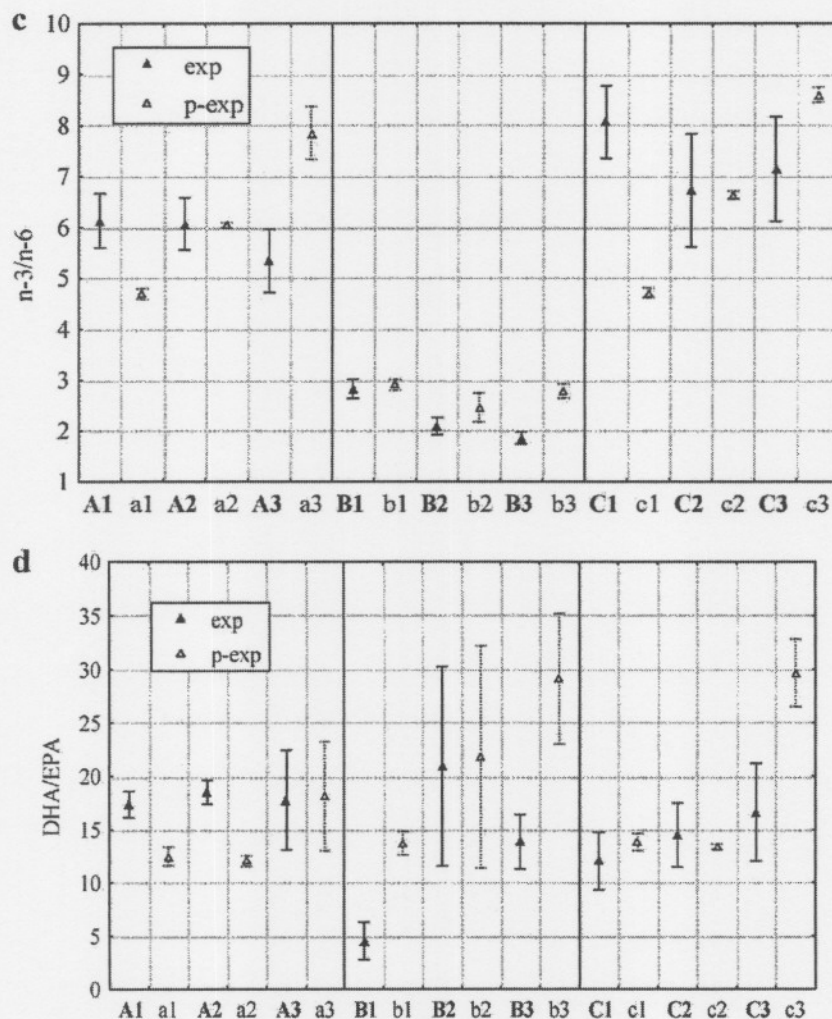 c
10
9
8
7
6
5
4
3
2
1
n-3/n-6
exp
p-exp
A1 a1 A2 a2 A3 a3 B1 b1 B2 b2 B3 b3 C1 c1 C2 c2 C3 c3
d
40
35
30
25
20
15
10
5
0
DHA/EPA
exp
p-exp
A1 a1 A2 a2 A3 a3 B1 b1 B2 b2 B3 b3 C1 c1 C2 c2 C3 c3